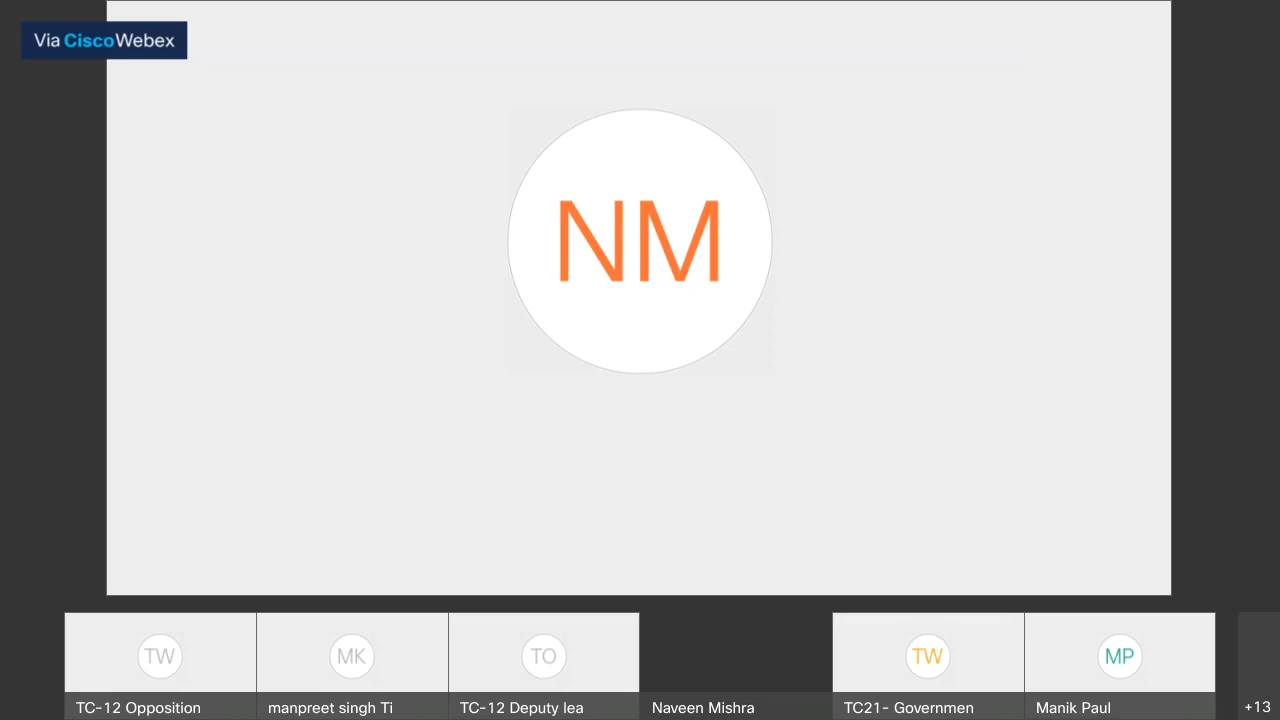 Via CiscoWebex
NM
TW
MK
TO
TW
MP
TC-12 Opposition
manpreet singh Ti
TC-12 Deputy lea
Naveen Mishra
TC21- Governmen
Manik Paul
+13